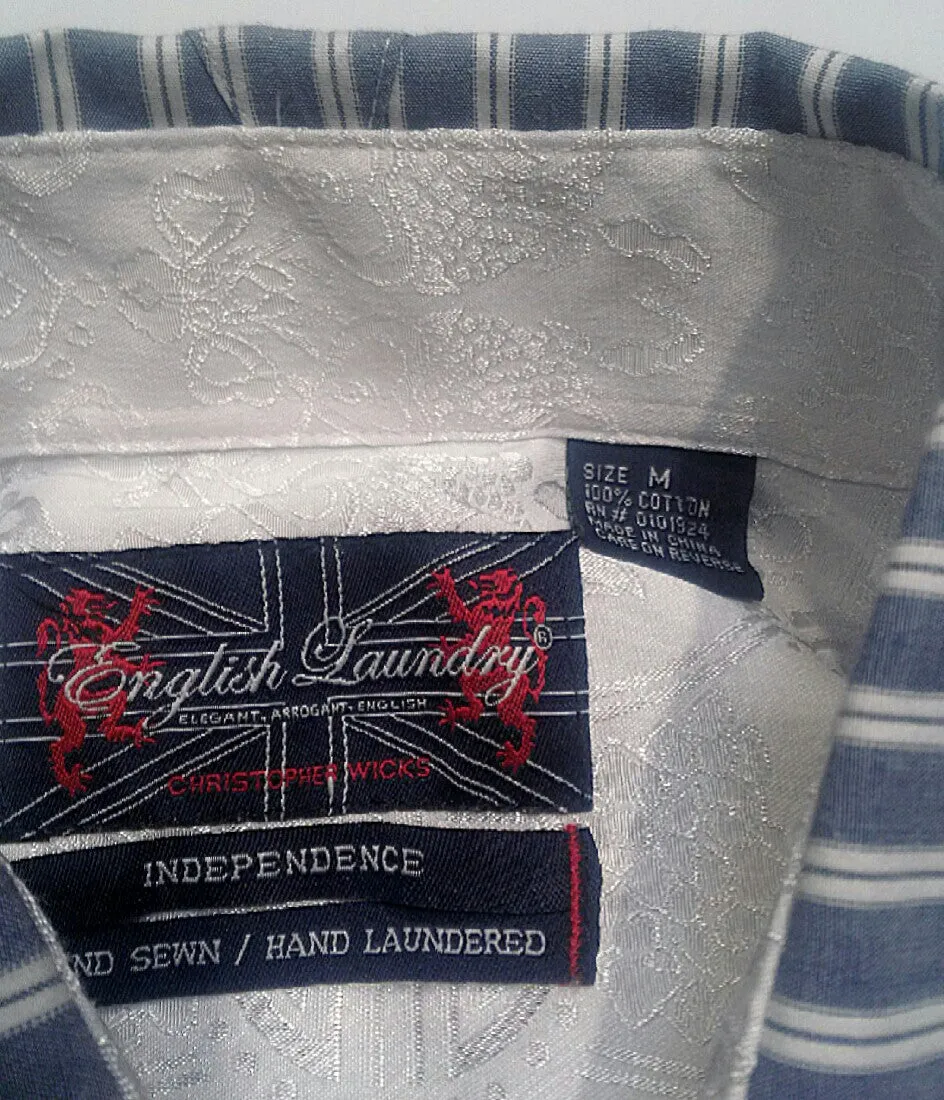 SIZE M
100% COTTON
RN # 0101924
MADE IN CHINA
CARE ON REVERSE
English Laundry®
ELEGANT. ARROGANT. ENGLISH
CHRISTOPHER WICKS
INDEPENDENCE
ND SEWN / HAND LAUNDERED